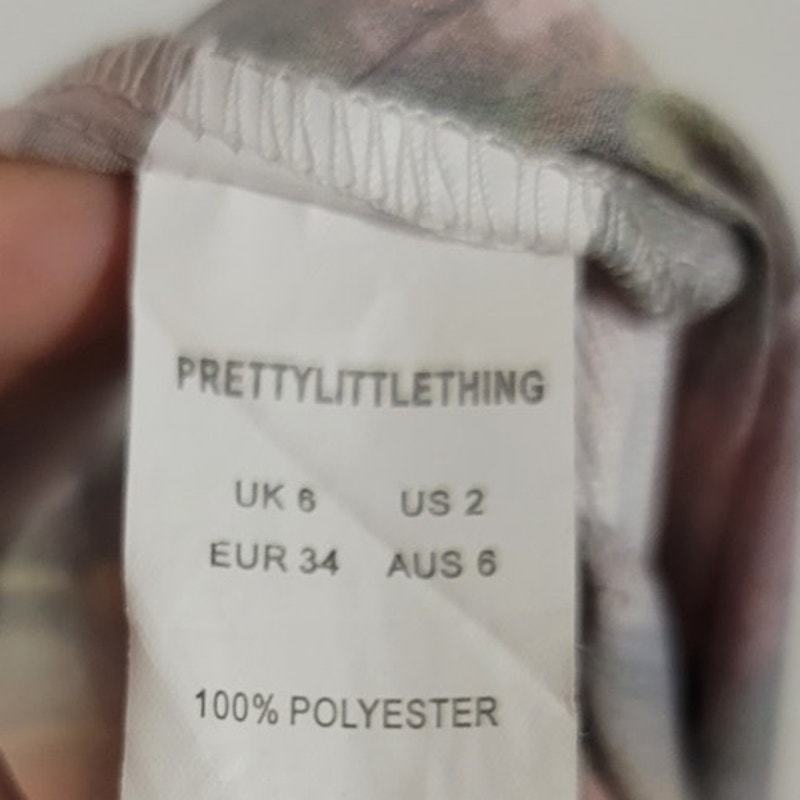 PRETTYLITTLETHING
UK 6 US 2
EUR 34 AUS 6
100% POLYESTER